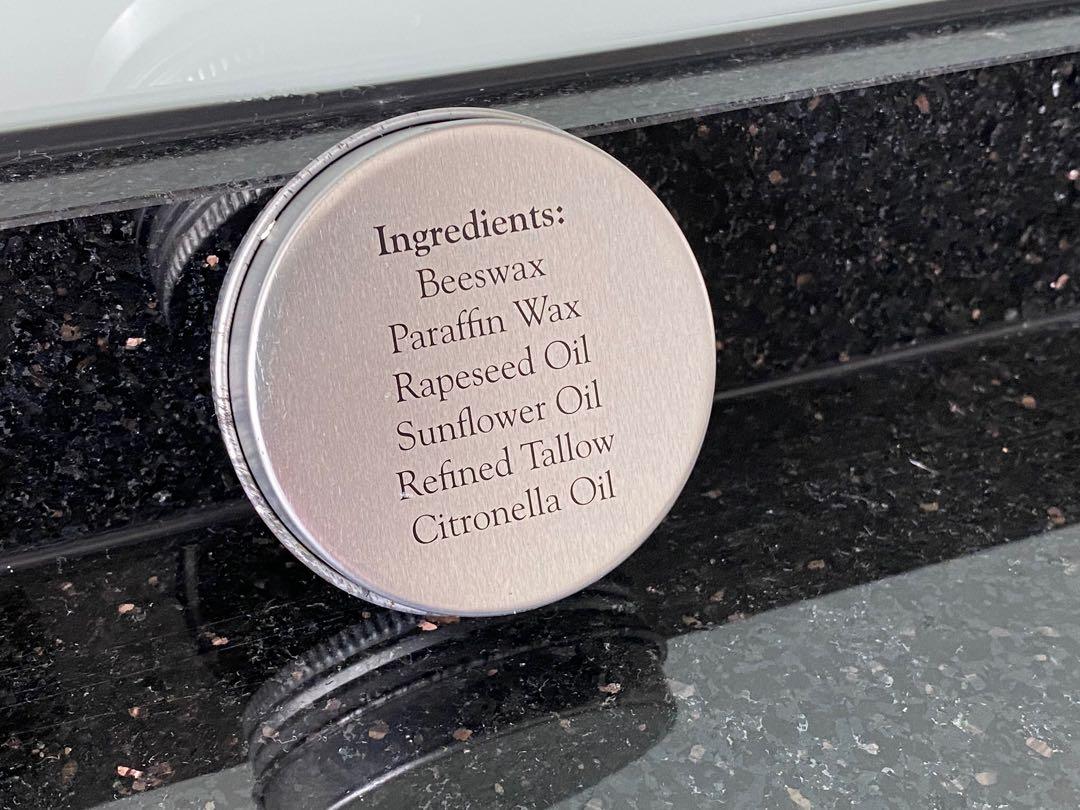 Ingredients:
Beeswax
Paraffin Wax
Rapeseed Oil
Sunflower Oil
Refined Tallow
Citronella Oil